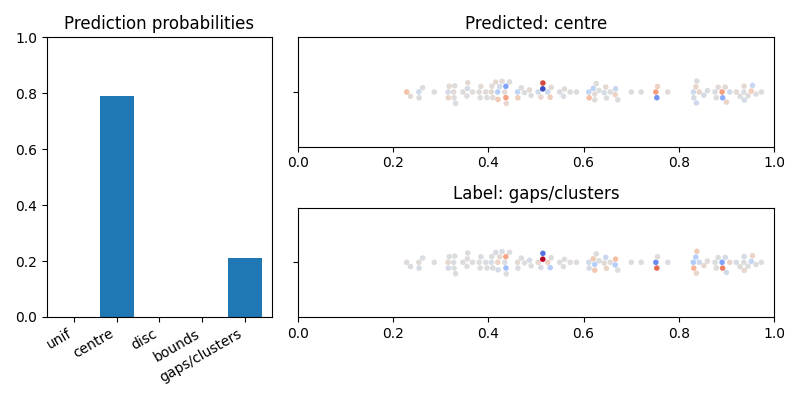 Prediction probabilities
1.0
0.8
0.6
0.4
0.2
0.0
unif
centre
disc
bounds
gaps/clusters
Predicted: centre
0.0 0.2 0.4 0.6 0.8 1.0
Label: gaps/clusters
0.0 0.2 0.4 0.6 0.8 1.0